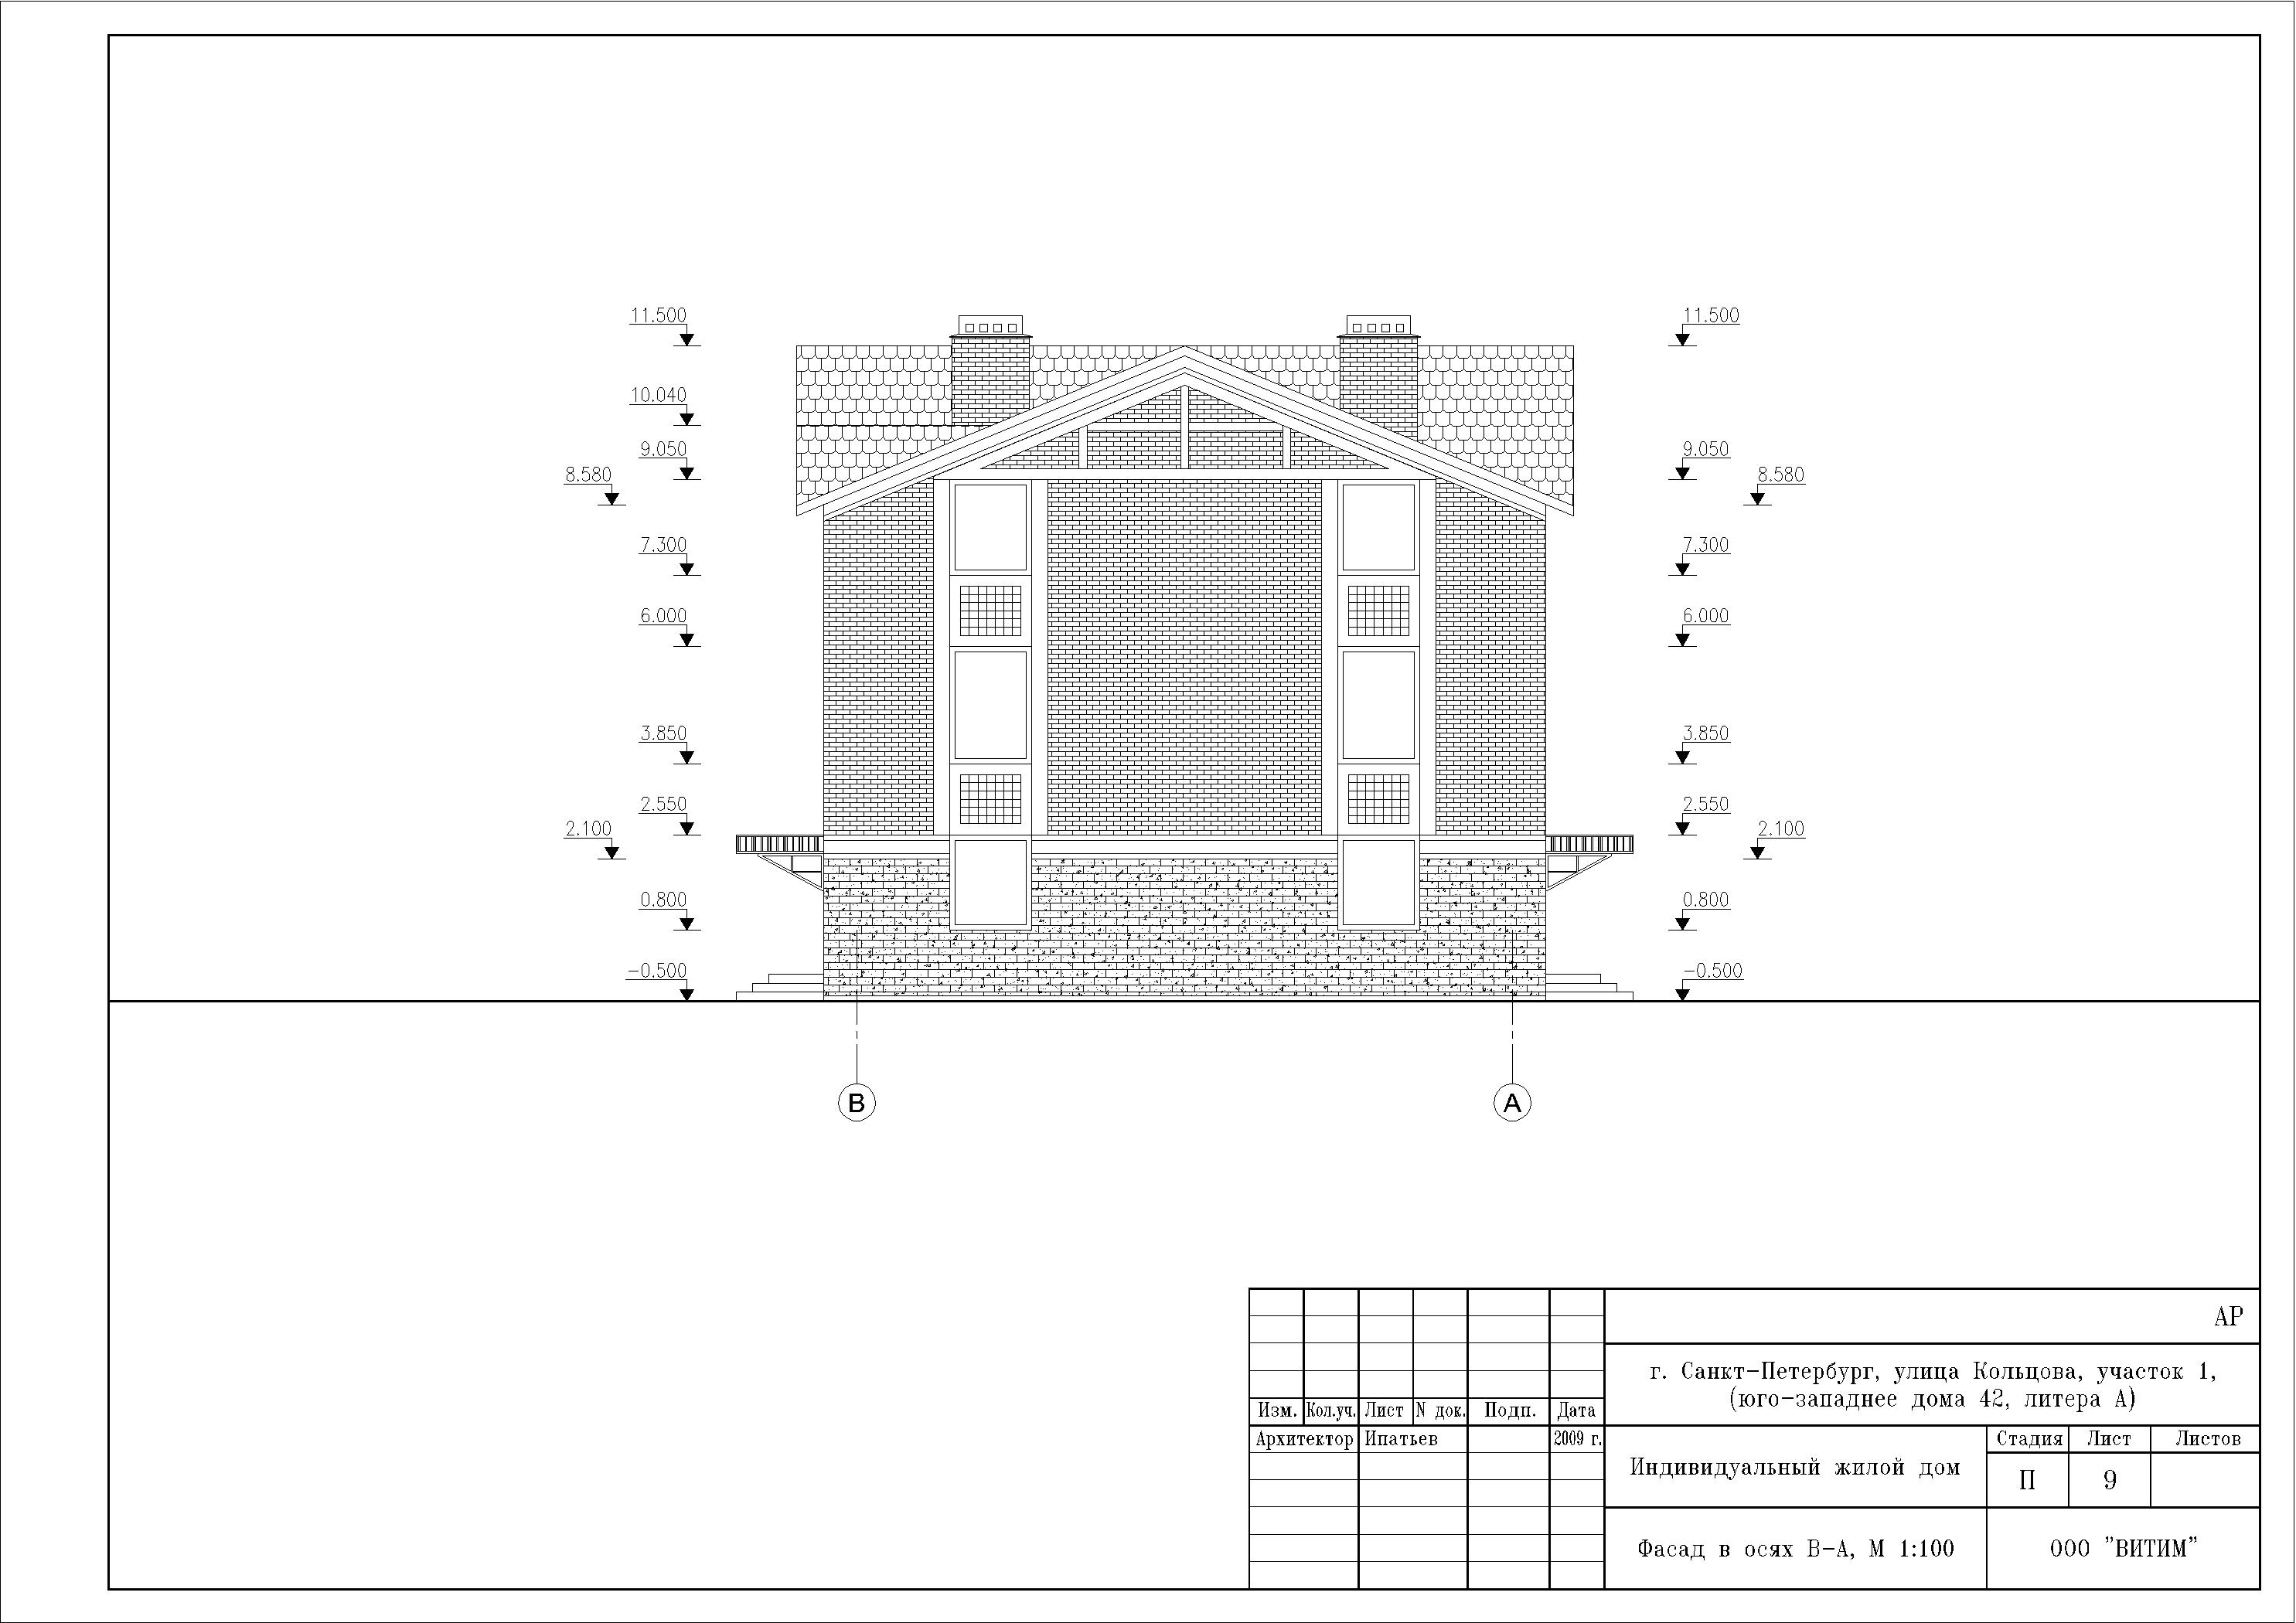 11.500
11.500
10.040
9.050
9.050
8.580
8.580
7.300
7.300
6.000
6.000
3.850
3.850
2.550
2.550
2.100
2.100
0.800
0.800
-0.500
-0.500
В
А
АР
г. Санкт-Петербург, улица Кольцова, участок 1,
(юго-западнее дома 42, литера А)
Изм. Кол.уч. Лист N док. Подп. Дата
Архитектор Ипатьев 2009 г.
Индивидуальный жилой дом
Стадия Лист Листов
П 9
Фасад в осях В-А, М 1:100
ООО "ВИТИМ"